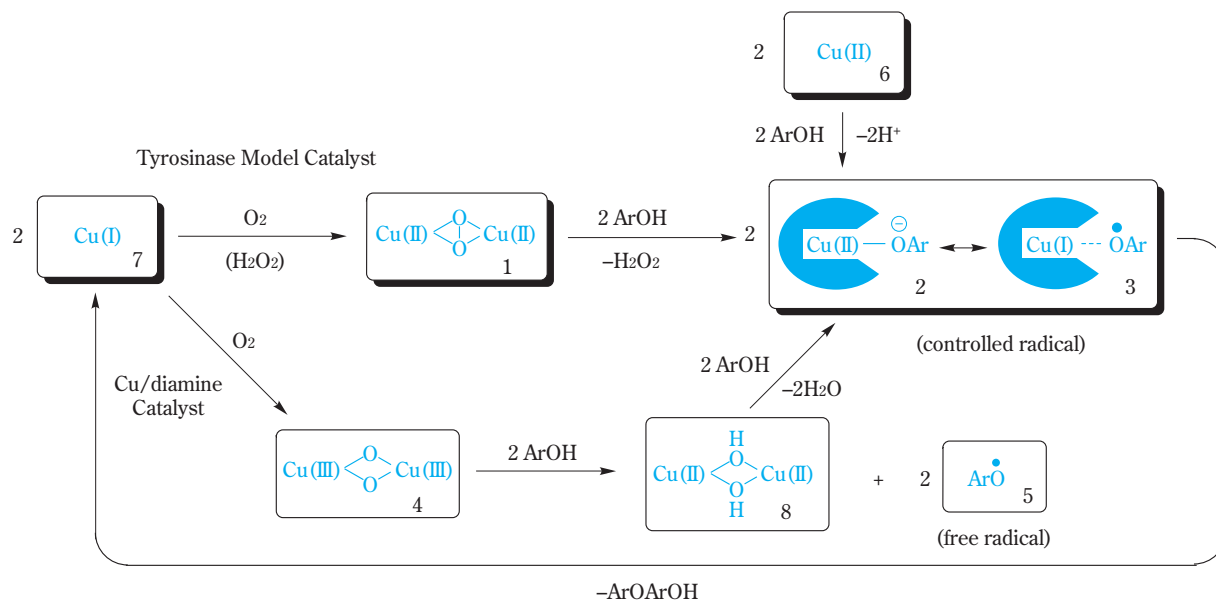 2 Cu(II)
6
2 ArOH –2H⁺
Tyrosinase Model Catalyst
2 Cu(I)
7
O₂
(H₂O₂)
O
Cu(II) Cu(II)
O
1
2 ArOH
–H₂O₂
2 Cu(II) — ⊖OAr ↔ Cu(I) --- •OAr
2 3
(controlled radical)
O₂
Cu/diamine
Catalyst
2 ArOH
–2H₂O
O
Cu(III) Cu(III)
O
4
2 ArOH
H
O
Cu(II) Cu(II)
O
H
8
+ 2 ArO•
5
(free radical)
–ArOArOH